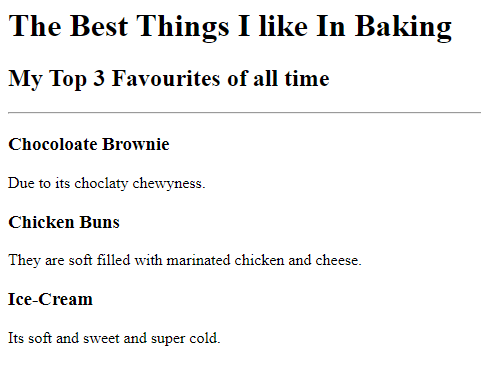 The Best Things I like In Baking
My Top 3 Favourites of all time
Chocoloate Brownie
Due to its choclaty chewyness.
Chicken Buns
They are soft filled with marinated chicken and cheese.
Ice-Cream
Its soft and sweet and super cold.